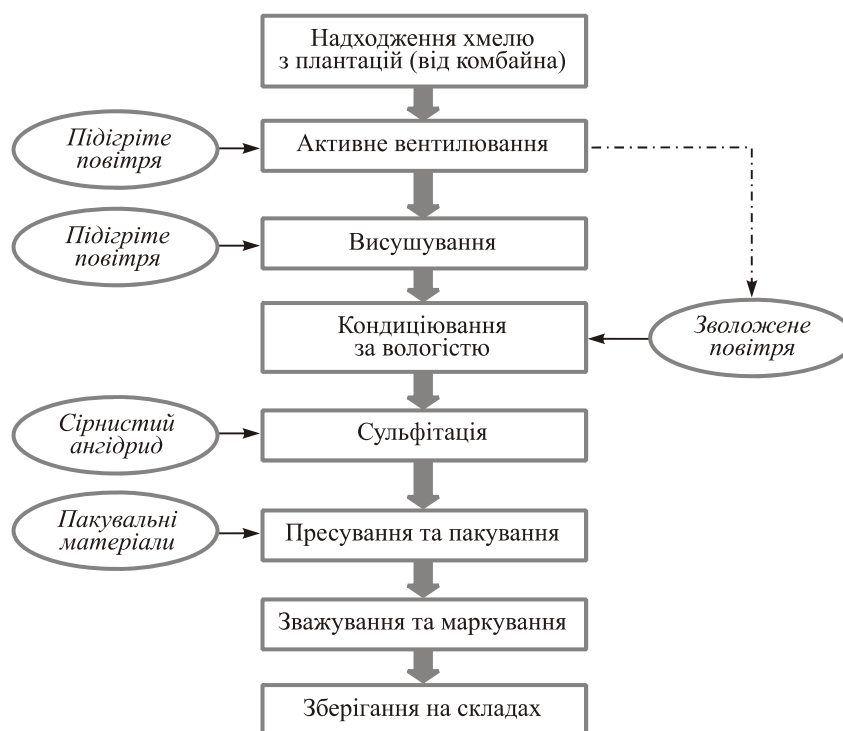 Надходження хмелю
з плантацій (від комбайна)
Підігріте
повітря
Активне вентилювання
Підігріте
повітря
Висушування
Кондиціювання
за вологістю
Зволожене
повітря
Сірнистий
ангідрид
Сульфітація
Пакувальні
матеріали
Пресування та пакування
Зважування та маркування
Зберігання на складах